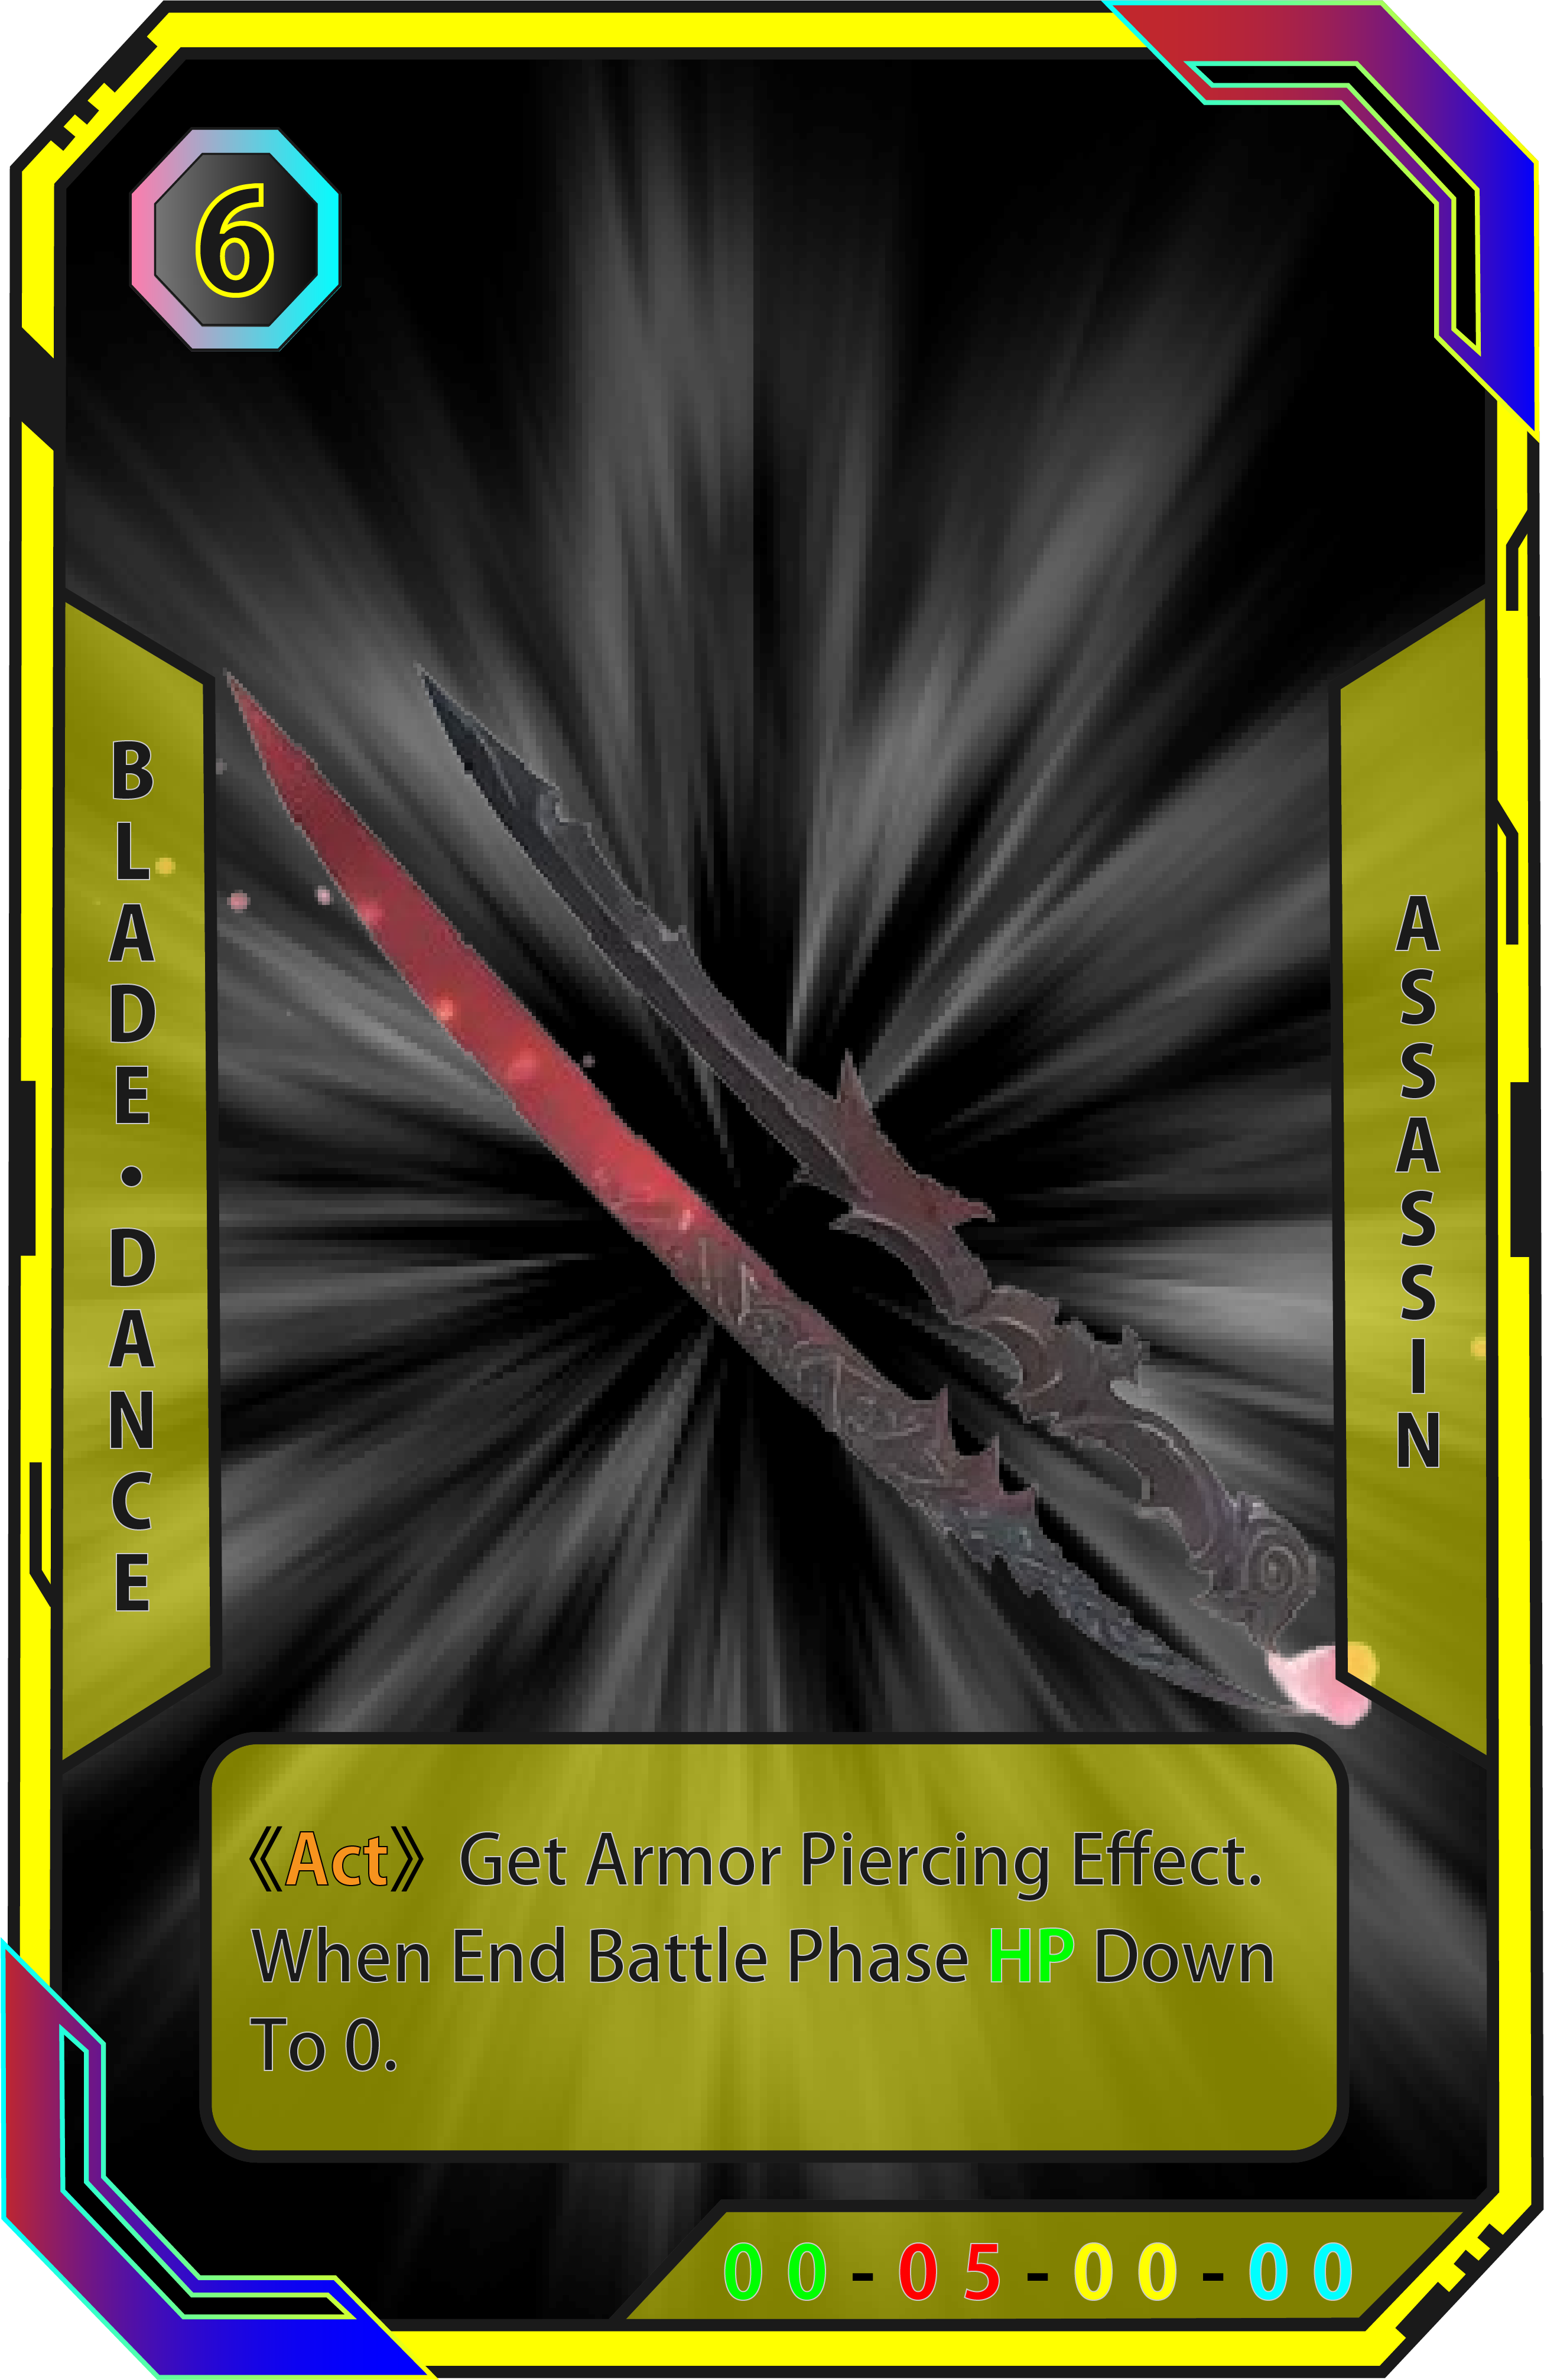 6
BLADE・DANCE
ASSASSIN
《Act》 Get Armor Piercing Effect.
When End Battle Phase HP Down
To 0.
00-05-00-00